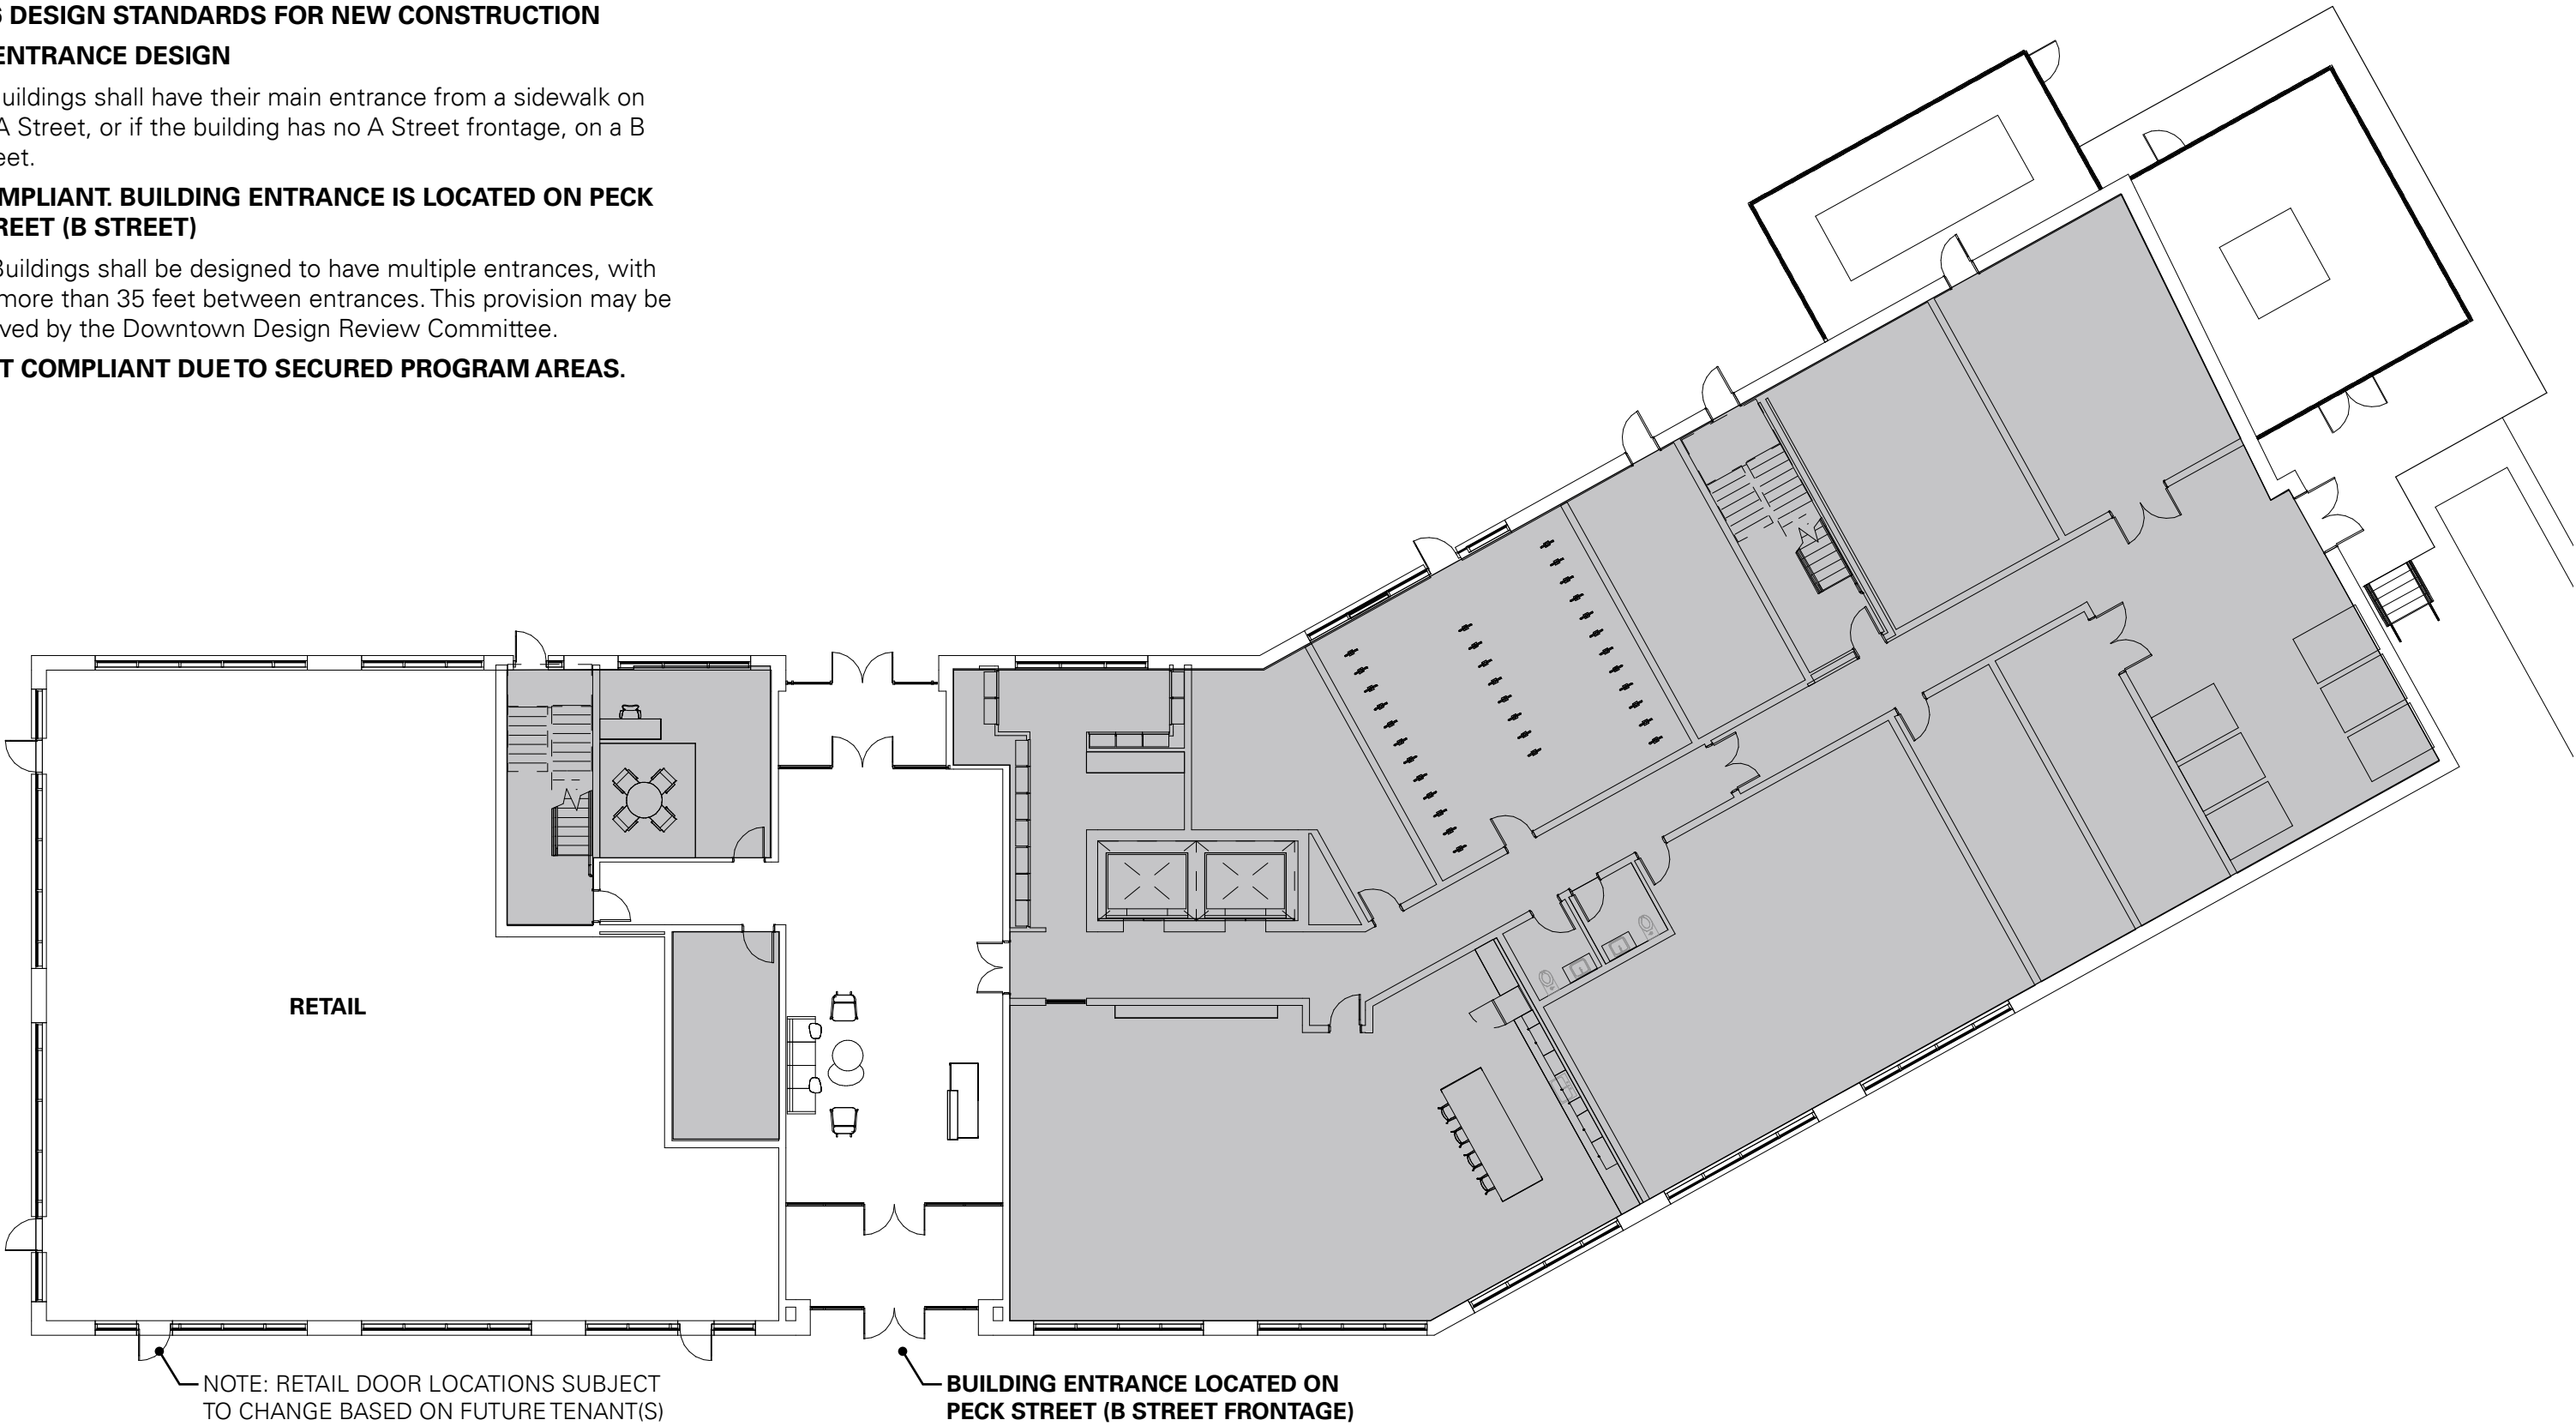 6 DESIGN STANDARDS FOR NEW CONSTRUCTION
ENTRANCE DESIGN
uildings shall have their main entrance from a sidewalk on
A Street, or if the building has no A Street frontage, on a B
eet.
MPLIANT. BUILDING ENTRANCE IS LOCATED ON PECK
REET (B STREET)
Buildings shall be designed to have multiple entrances, with
more than 35 feet between entrances. This provision may be
ved by the Downtown Design Review Committee.
T COMPLIANT DUE TO SECURED PROGRAM AREAS.
RETAIL
NOTE: RETAIL DOOR LOCATIONS SUBJECT
TO CHANGE BASED ON FUTURE TENANT(S)
BUILDING ENTRANCE LOCATED ON
PECK STREET (B STREET FRONTAGE)